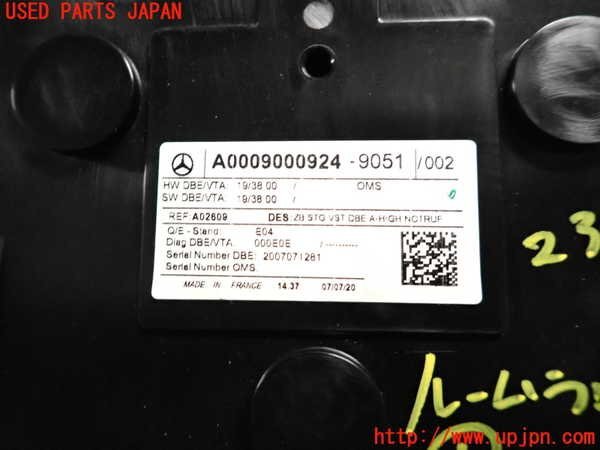 USED PARTS JAPAN
A0009000924 - 9051 /002
HW DBE/VTA: 19/38.00 / OMS
SW DBE/VTA: 19/38.00 /
REF: A02609 DES: ZB STG VST DBE A-HIGH NOTRUF
Q/E - Stand: E04
Diag DBE/VTA: 000E0E / ----------
Serial Number DBE: 2007071281
Serial Number OMS:
MADE IN FRANCE 14.37 07/07/20
23
ルームラ
http://www.upjpn.com/